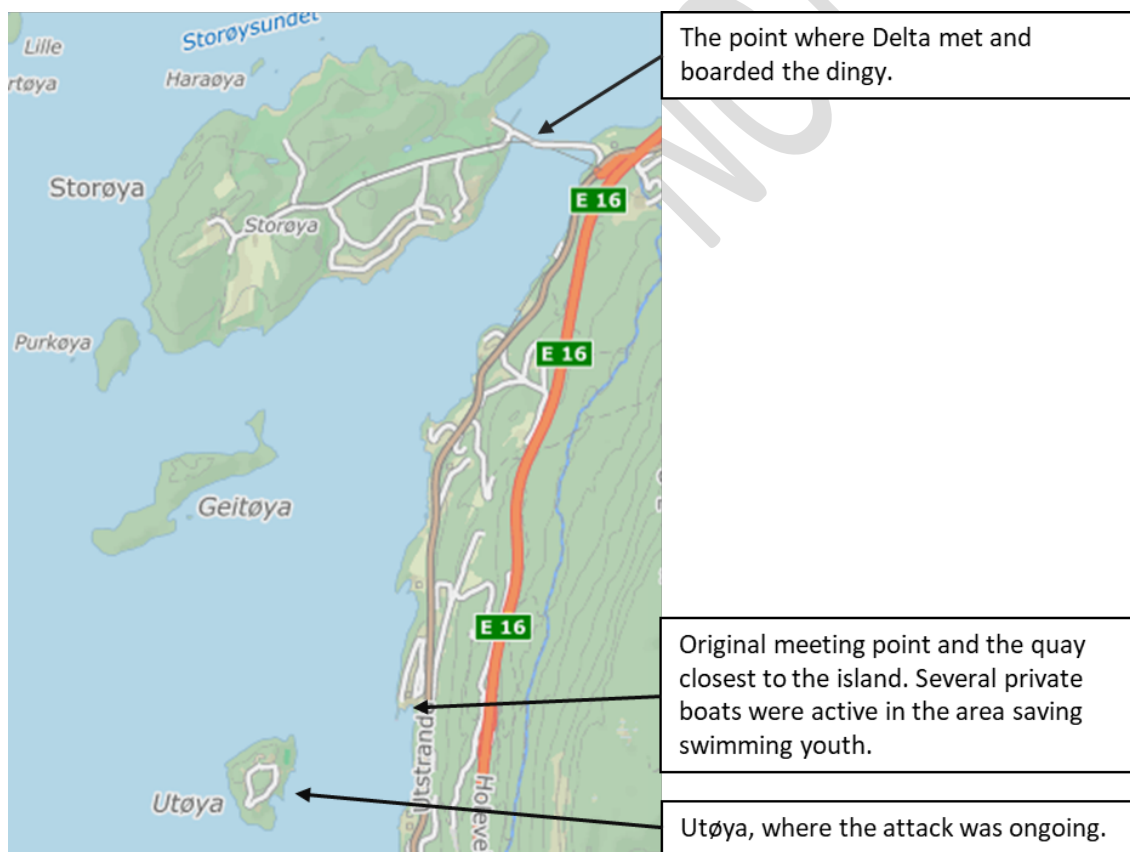 Storøysundet
Lille
rtøya
Haraøya
The point where Delta met and
boarded the dingy.
Storøya
Storøya
E 16
Purkøya
E 16
Geitøya
E 16
Original meeting point and the quay
closest to the island. Several private
boats were active in the area saving
swimming youth.
Utstrand
Utøya
Utøya, where the attack was ongoing.